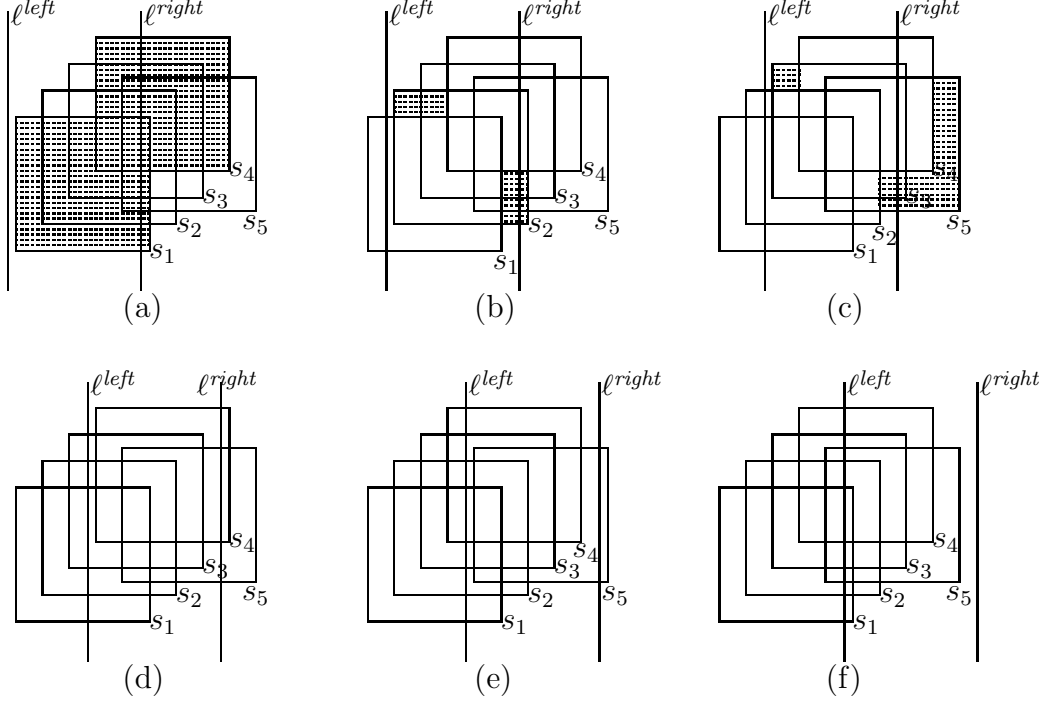 ℓ^left ℓ^right ℓ^left ℓ^right ℓ^left ℓ^right
s₄ s₄ s₄
s₃ s₃ s₃
s₂ s₅ s₂ s₂ s₅
s₁ s₁ s₁
(a) (b) (c)
ℓ^left ℓ^right ℓ^left ℓ^right ℓ^left ℓ^right
s₄ s₄ s₄
s₃ s₃ s₃
s₂ s₅ s₂ s₅ s₂ s₅
s₁ s₁ s₁
(d) (e) (f)